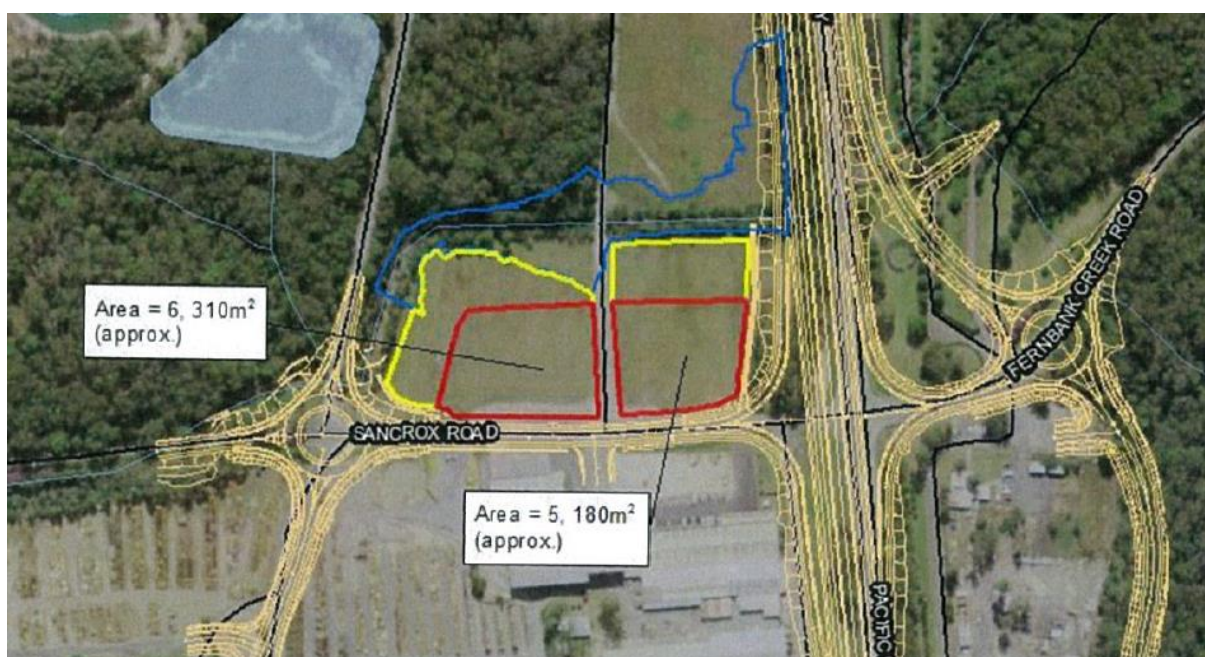 Y
Area = 6, 310m²
(approx.)
FERNBANK CREEK ROAD
SANCROX ROAD
Area = 5, 180m²
(approx.)
PACIFIC